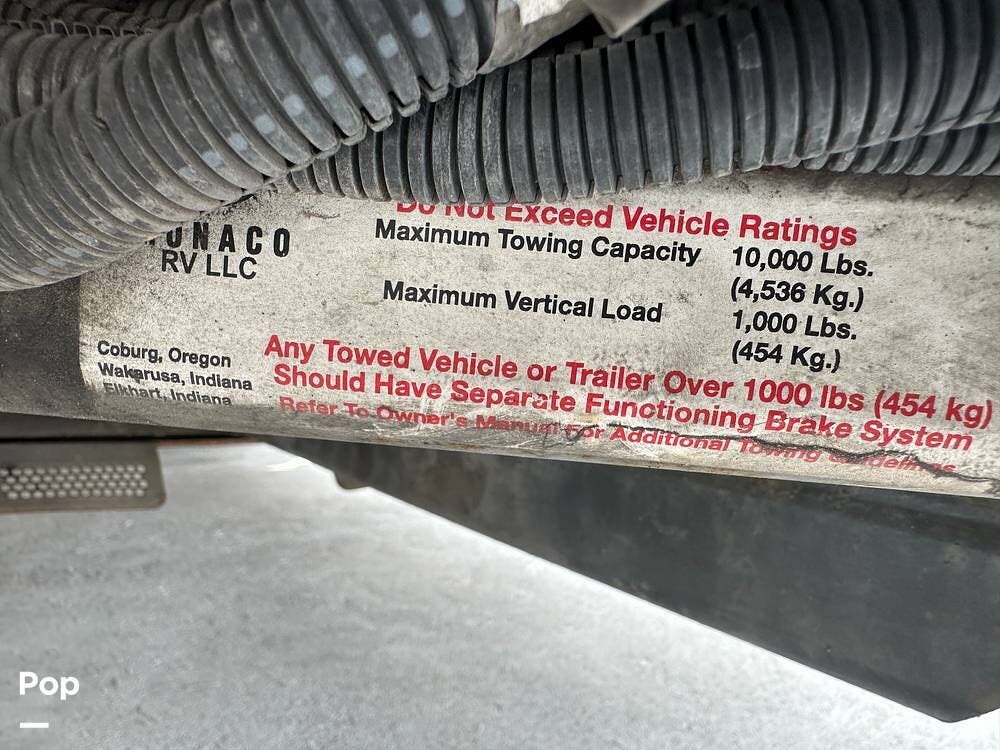 Do Not Exceed Vehicle Ratings
MONACO
RV LLC
Maximum Towing Capacity 10,000 Lbs.
(4,536 Kg.)
Maximum Vertical Load 1,000 Lbs.
(454 Kg.)
Coburg, Oregon
Wakarusa, Indiana
Elkhart, Indiana
Any Towed Vehicle or Trailer Over 1000 lbs (454 kg)
Should Have Separate Functioning Brake System
Refer To Owner's Manual For Additional Towing Guidelines
Pop